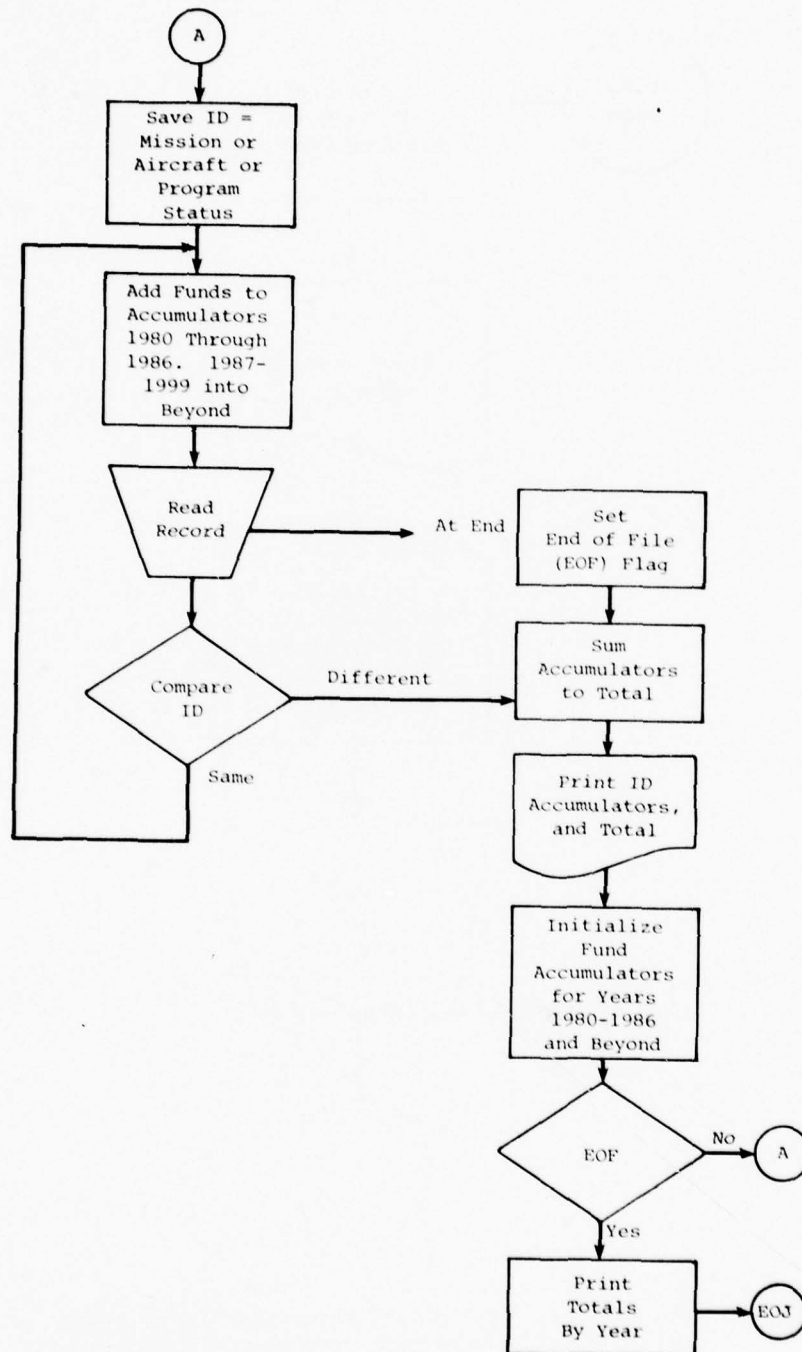 A
Save ID =
Mission or
Aircraft or
Program
Status
Add Funds to
Accumulators
1980 Through
1986. 1987-
1999 into
Beyond
Read
Record
At End
Set
End of File
(EOF) Flag
Compare
ID
Different
Same
Sum
Accumulators
to Total
Print ID
Accumulators,
and Total
Initialize
Fund
Accumulators
for Years
1980-1986
and Beyond
EOF
No
A
Yes
Print
Totals
By Year
EOJ